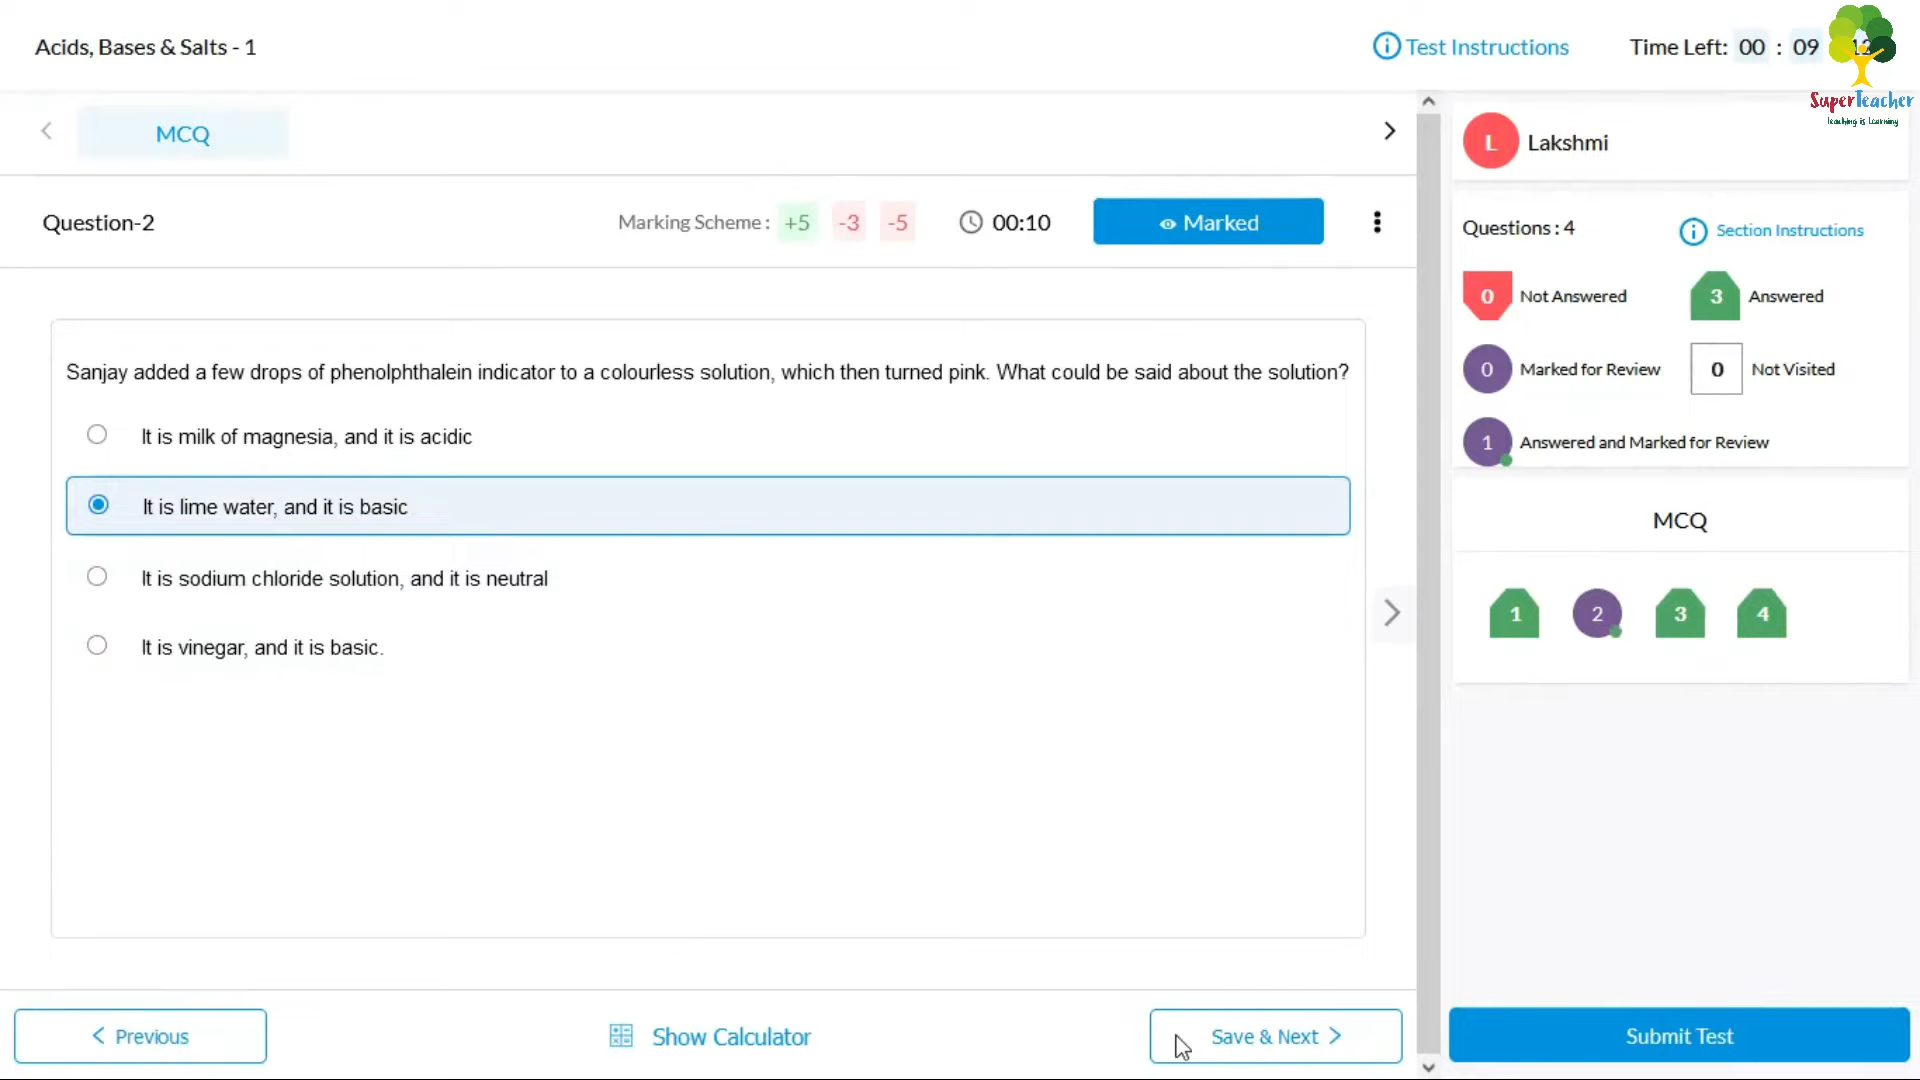 Acids, Bases & Salts - 1
Test Instructions
Time Left: 00 : 09
SuperTeacher
Teaching is Learning
MCQ
L Lakshmi
Question-2
Marking Scheme : +5 -3 -5
00:10
Marked
Questions : 4
Section Instructions
0 Not Answered
3 Answered
0 Marked for Review
0 Not Visited
1 Answered and Marked for Review
Sanjay added a few drops of phenolphthalein indicator to a colourless solution, which then turned pink. What could be said about the solution?
It is milk of magnesia, and it is acidic
It is lime water, and it is basic
It is sodium chloride solution, and it is neutral
It is vinegar, and it is basic.
MCQ
1 2 3 4
Previous
Show Calculator
Save & Next
Submit Test